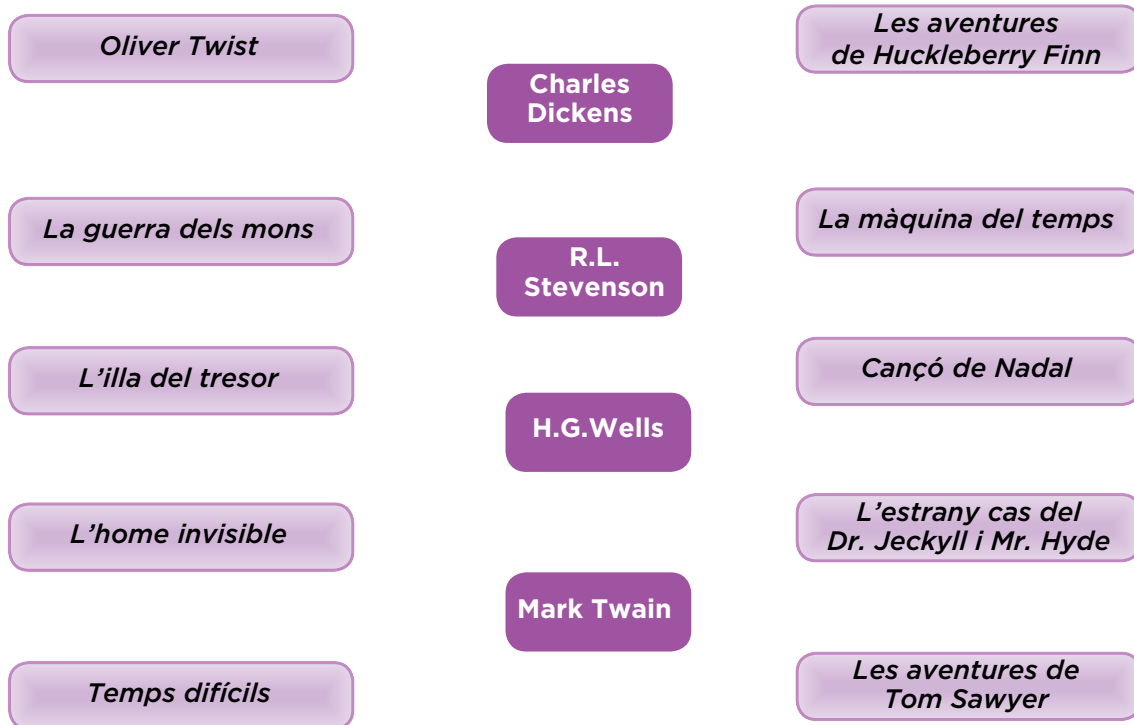 Oliver Twist
La guerra dels mons
L'illa del tresor
L'home invisible
Temps difícils
Charles
Dickens
R.L.
Stevenson
H.G.Wells
Mark Twain
Les aventures
de Huckleberry Finn
La màquina del temps
Cançó de Nadal
L'estrany cas del
Dr. Jeckyll i Mr. Hyde
Les aventures de
Tom Sawyer